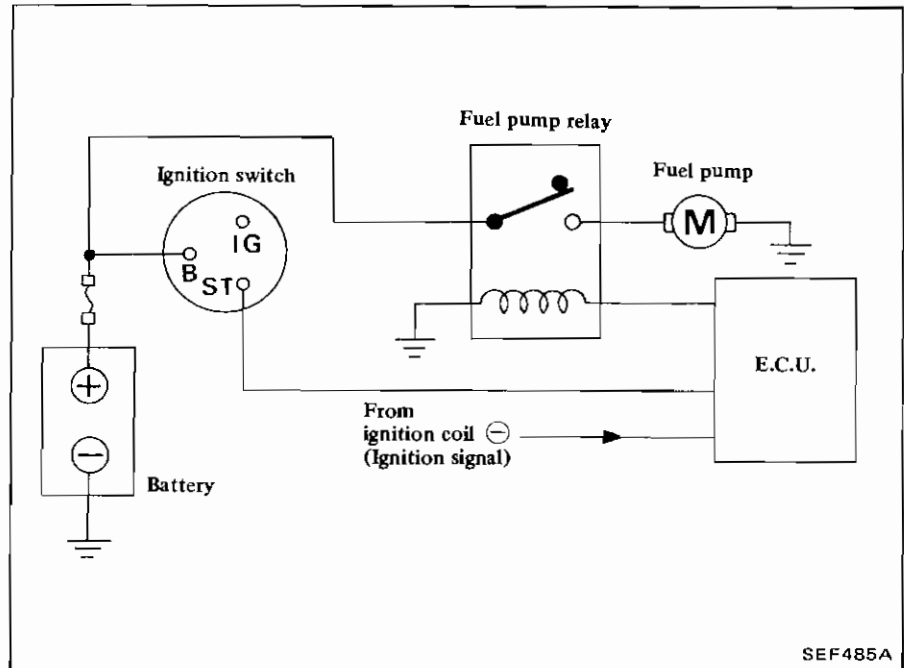 Fuel pump relay
Fuel pump
Ignition switch
IG
B
ST
M
E.C.U.
+
−
From
ignition coil ⊖
(Ignition signal)
Battery
SEF485A